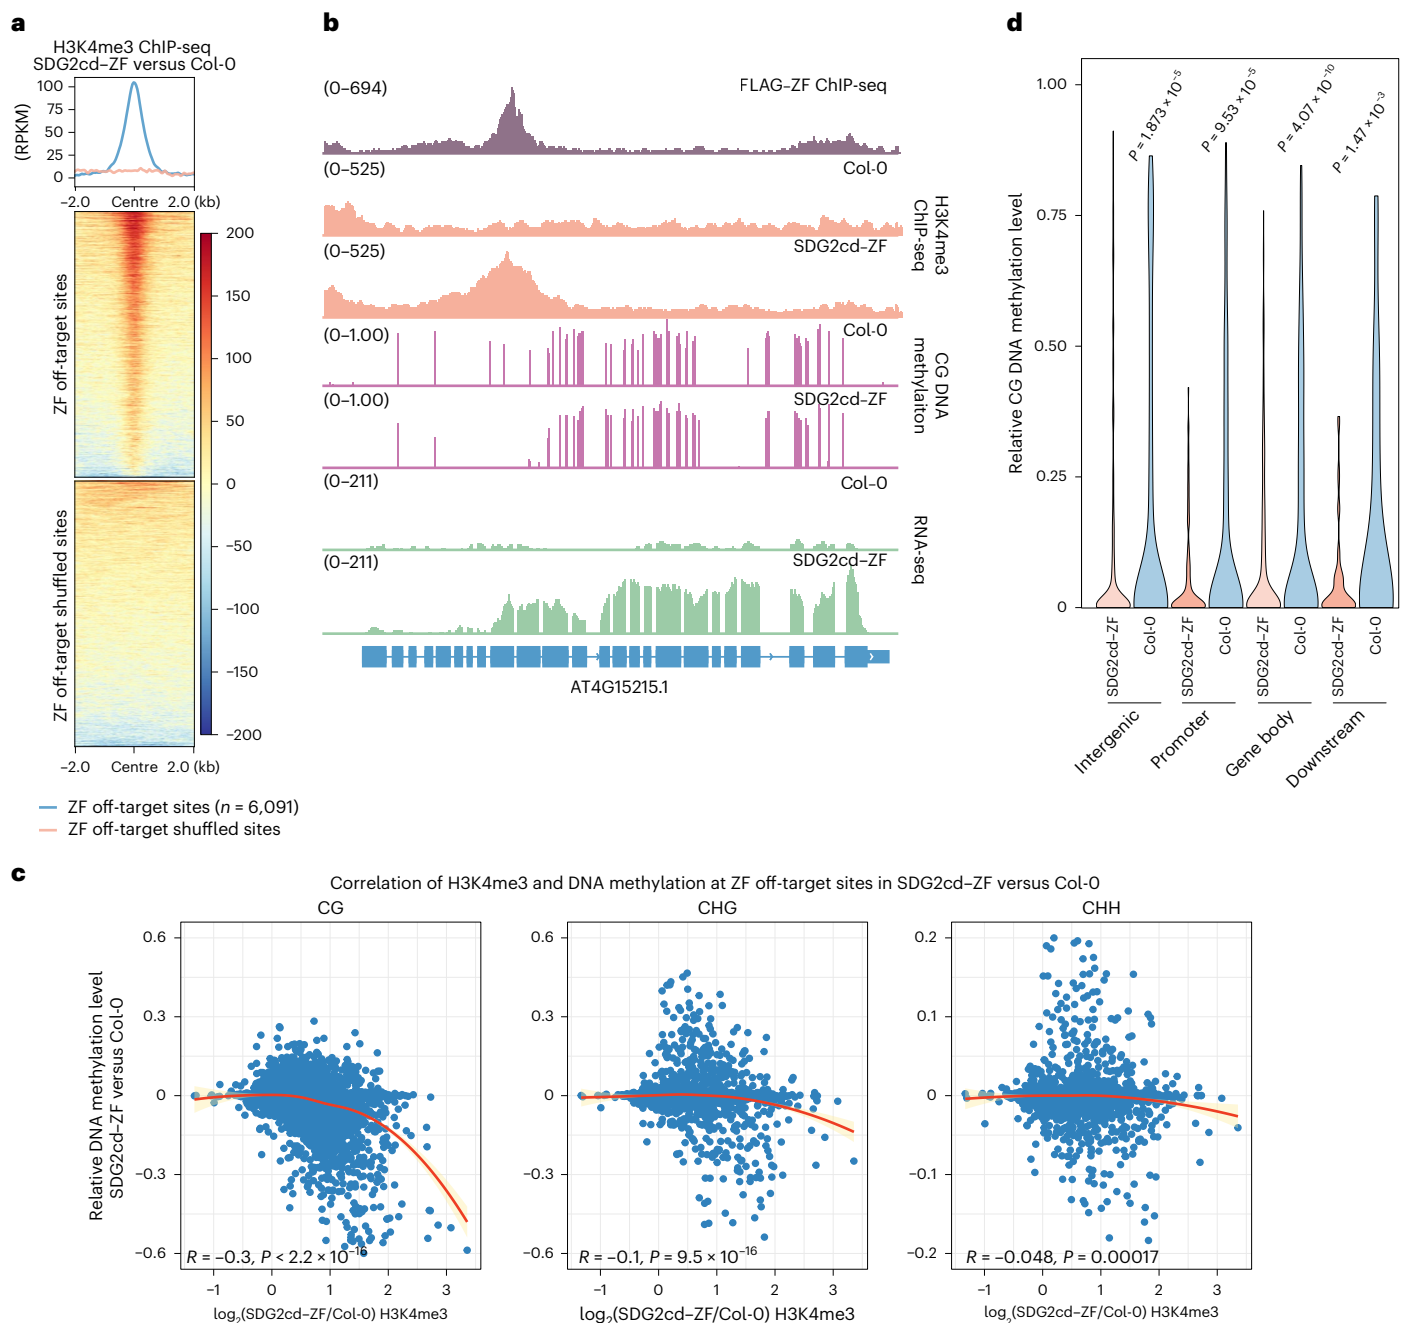 a
H3K4me3 ChIP-seq
SDG2cd–ZF versus Col-0
(RPKM)
100
75
50
25
0
−2.0 Centre 2.0 (kb)
ZF off-target sites
ZF off-target shuffled sites
200
150
100
50
0
−50
−100
−150
−200
−2.0 Centre 2.0 (kb)
ZF off-target sites (n = 6,091)
ZF off-target shuffled sites
b
(0–694) FLAG–ZF ChIP-seq
(0–525) Col-0
(0–525) SDG2cd–ZF
H3K4me3
ChIP-seq
(0–1.00) Col-0
(0–1.00) SDG2cd–ZF
CG DNA
methylaiton
(0–211) Col-0
(0–211) SDG2cd–ZF
RNA-seq
AT4G15215.1
d
Relative CG DNA methylation level
1.00
0.75
0.50
0.25
0
P = 1.873 × 10−5
P = 9.53 × 10−5
P = 4.07 × 10−10
P = 1.47 × 10−3
SDG2cd–ZF
Col-0
SDG2cd–ZF
Col-0
SDG2cd–ZF
Col-0
SDG2cd–ZF
Col-0
Intergenic
Promoter
Gene body
Downstream
c
Correlation of H3K4me3 and DNA methylation at ZF off-target sites in SDG2cd–ZF versus Col-0
Relative DNA methylation level
SDG2cd–ZF versus Col-0
CG
0.6
0.3
0
−0.3
−0.6
R = −0.3, P < 2.2 × 10−16
−1 0 1 2 3
log2(SDG2cd–ZF/Col-0) H3K4me3
CHG
0.6
0.3
0
−0.3
−0.6
R = −0.1, P = 9.5 × 10−16
−1 0 1 2 3
log2(SDG2cd–ZF/Col-0) H3K4me3
CHH
0.2
0.1
0
−0.1
−0.2
R = −0.048, P = 0.00017
−1 0 1 2 3
log2(SDG2cd–ZF/Col-0) H3K4me3